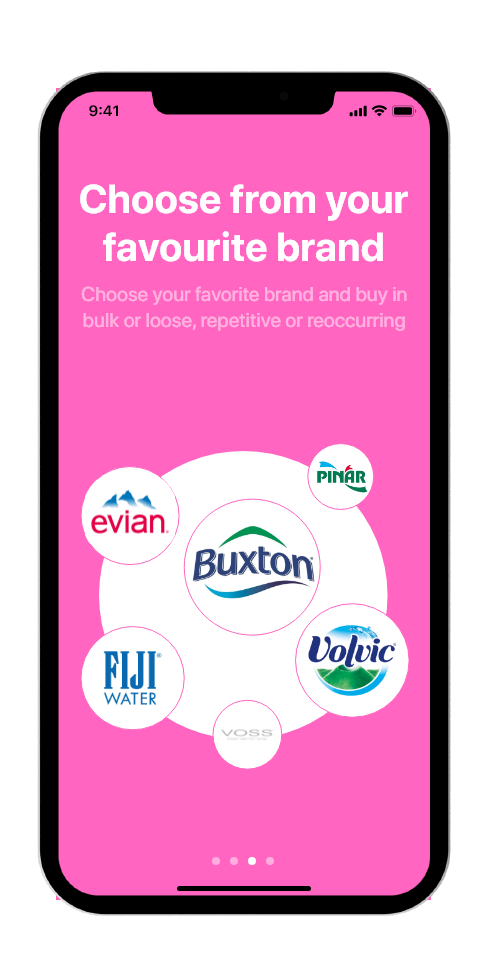 9:41
Choose from your
favourite brand
Choose your favorite brand and buy in
bulk or loose, repetitive or reoccurring
PINAR
evian®
Buxton®
Volvic®
FIJI®
WATER
VOSS